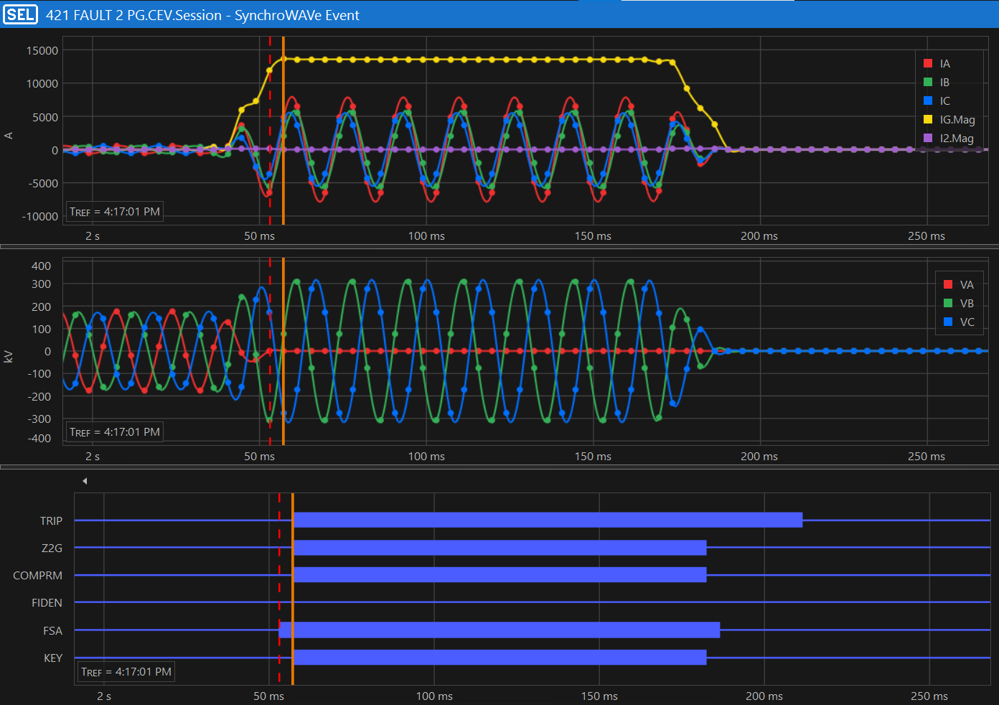 SEL 421 FAULT 2 PG.CEV.Session - SynchroWAVe Event
15000
10000
5000
0
-5000
-10000
A
IA
IB
IC
IG.Mag
I2.Mag
TREF = 4:17:01 PM
2 s 50 ms 100 ms 150 ms 200 ms 250 ms
400
300
200
100
0
-100
-200
-300
-400
kV
VA
VB
VC
TREF = 4:17:01 PM
2 s 50 ms 100 ms 150 ms 200 ms 250 ms
TRIP
Z2G
COMPRM
FIDEN
FSA
KEY
TREF = 4:17:01 PM
2 s 50 ms 100 ms 150 ms 200 ms 250 ms